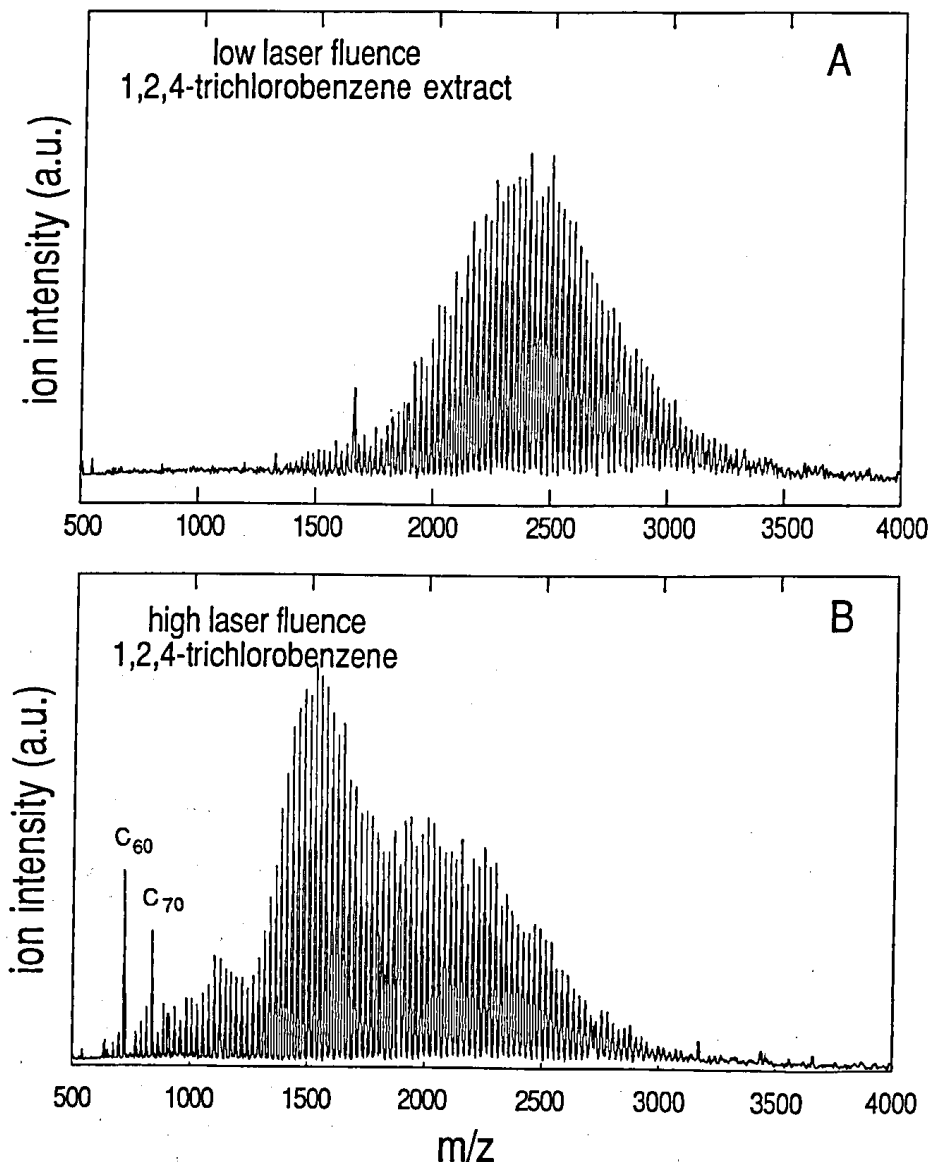 low laser fluence
A
1,2,4-trichlorobenzene extract
ion intensity (a.u.)
500 1000 1500 2000 2500 3000 3500 4000
high laser fluence
B
1,2,4-trichlorobenzene
ion intensity (a.u.)
C60
C70
500 1000 1500 2000 2500 3000 3500 4000
m/z